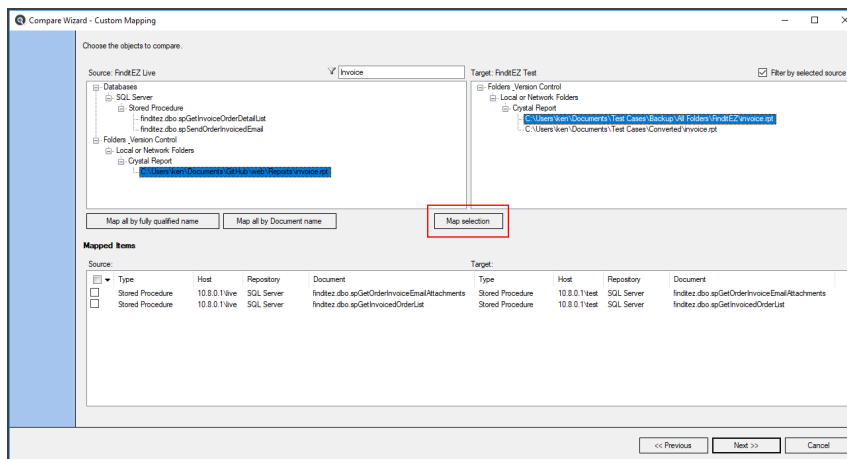 Compare Wizard - Custom Mapping
Choose the objects to compare.
Source: FinditEZ Live
Invoice
Target: FinditEZ Test
Filter by selected source
Databases
SQL Server
Stored Procedure
finditez.dbo.spGetInvoiceOrderDetailList
finditez.dbo.spSendOrderInvoicedEmail
Folders_Version Control
Local or Network Folders
Crystal Report
C:\Users\ken\Documents\GitHub\web\Reports\invoice.rpt
Folders_Version Control
Local or Network Folders
Crystal Report
C:\Users\ken\Documents\Test Cases\Backup\All Folders\FinditEZ\invoice.rpt
C:\Users\ken\Documents\Test Cases\Converted\invoice.rpt
Map all by fully qualified name
Map all by Document name
Map selection
Mapped Items
Source: Target:
Type Host Repository Document Type Host Repository Document
Stored Procedure 10.8.0.1\live SQL Server finditez.dbo.spGetOrderInvoiceEmailAttachments Stored Procedure 10.8.0.1\test SQL Server finditez.dbo.spGetOrderInvoiceEmailAttachments
Stored Procedure 10.8.0.1\live SQL Server finditez.dbo.spGetInvoicedOrderList Stored Procedure 10.8.0.1\test SQL Server finditez.dbo.spGetInvoicedOrderList
<< Previous
Next >>
Cancel